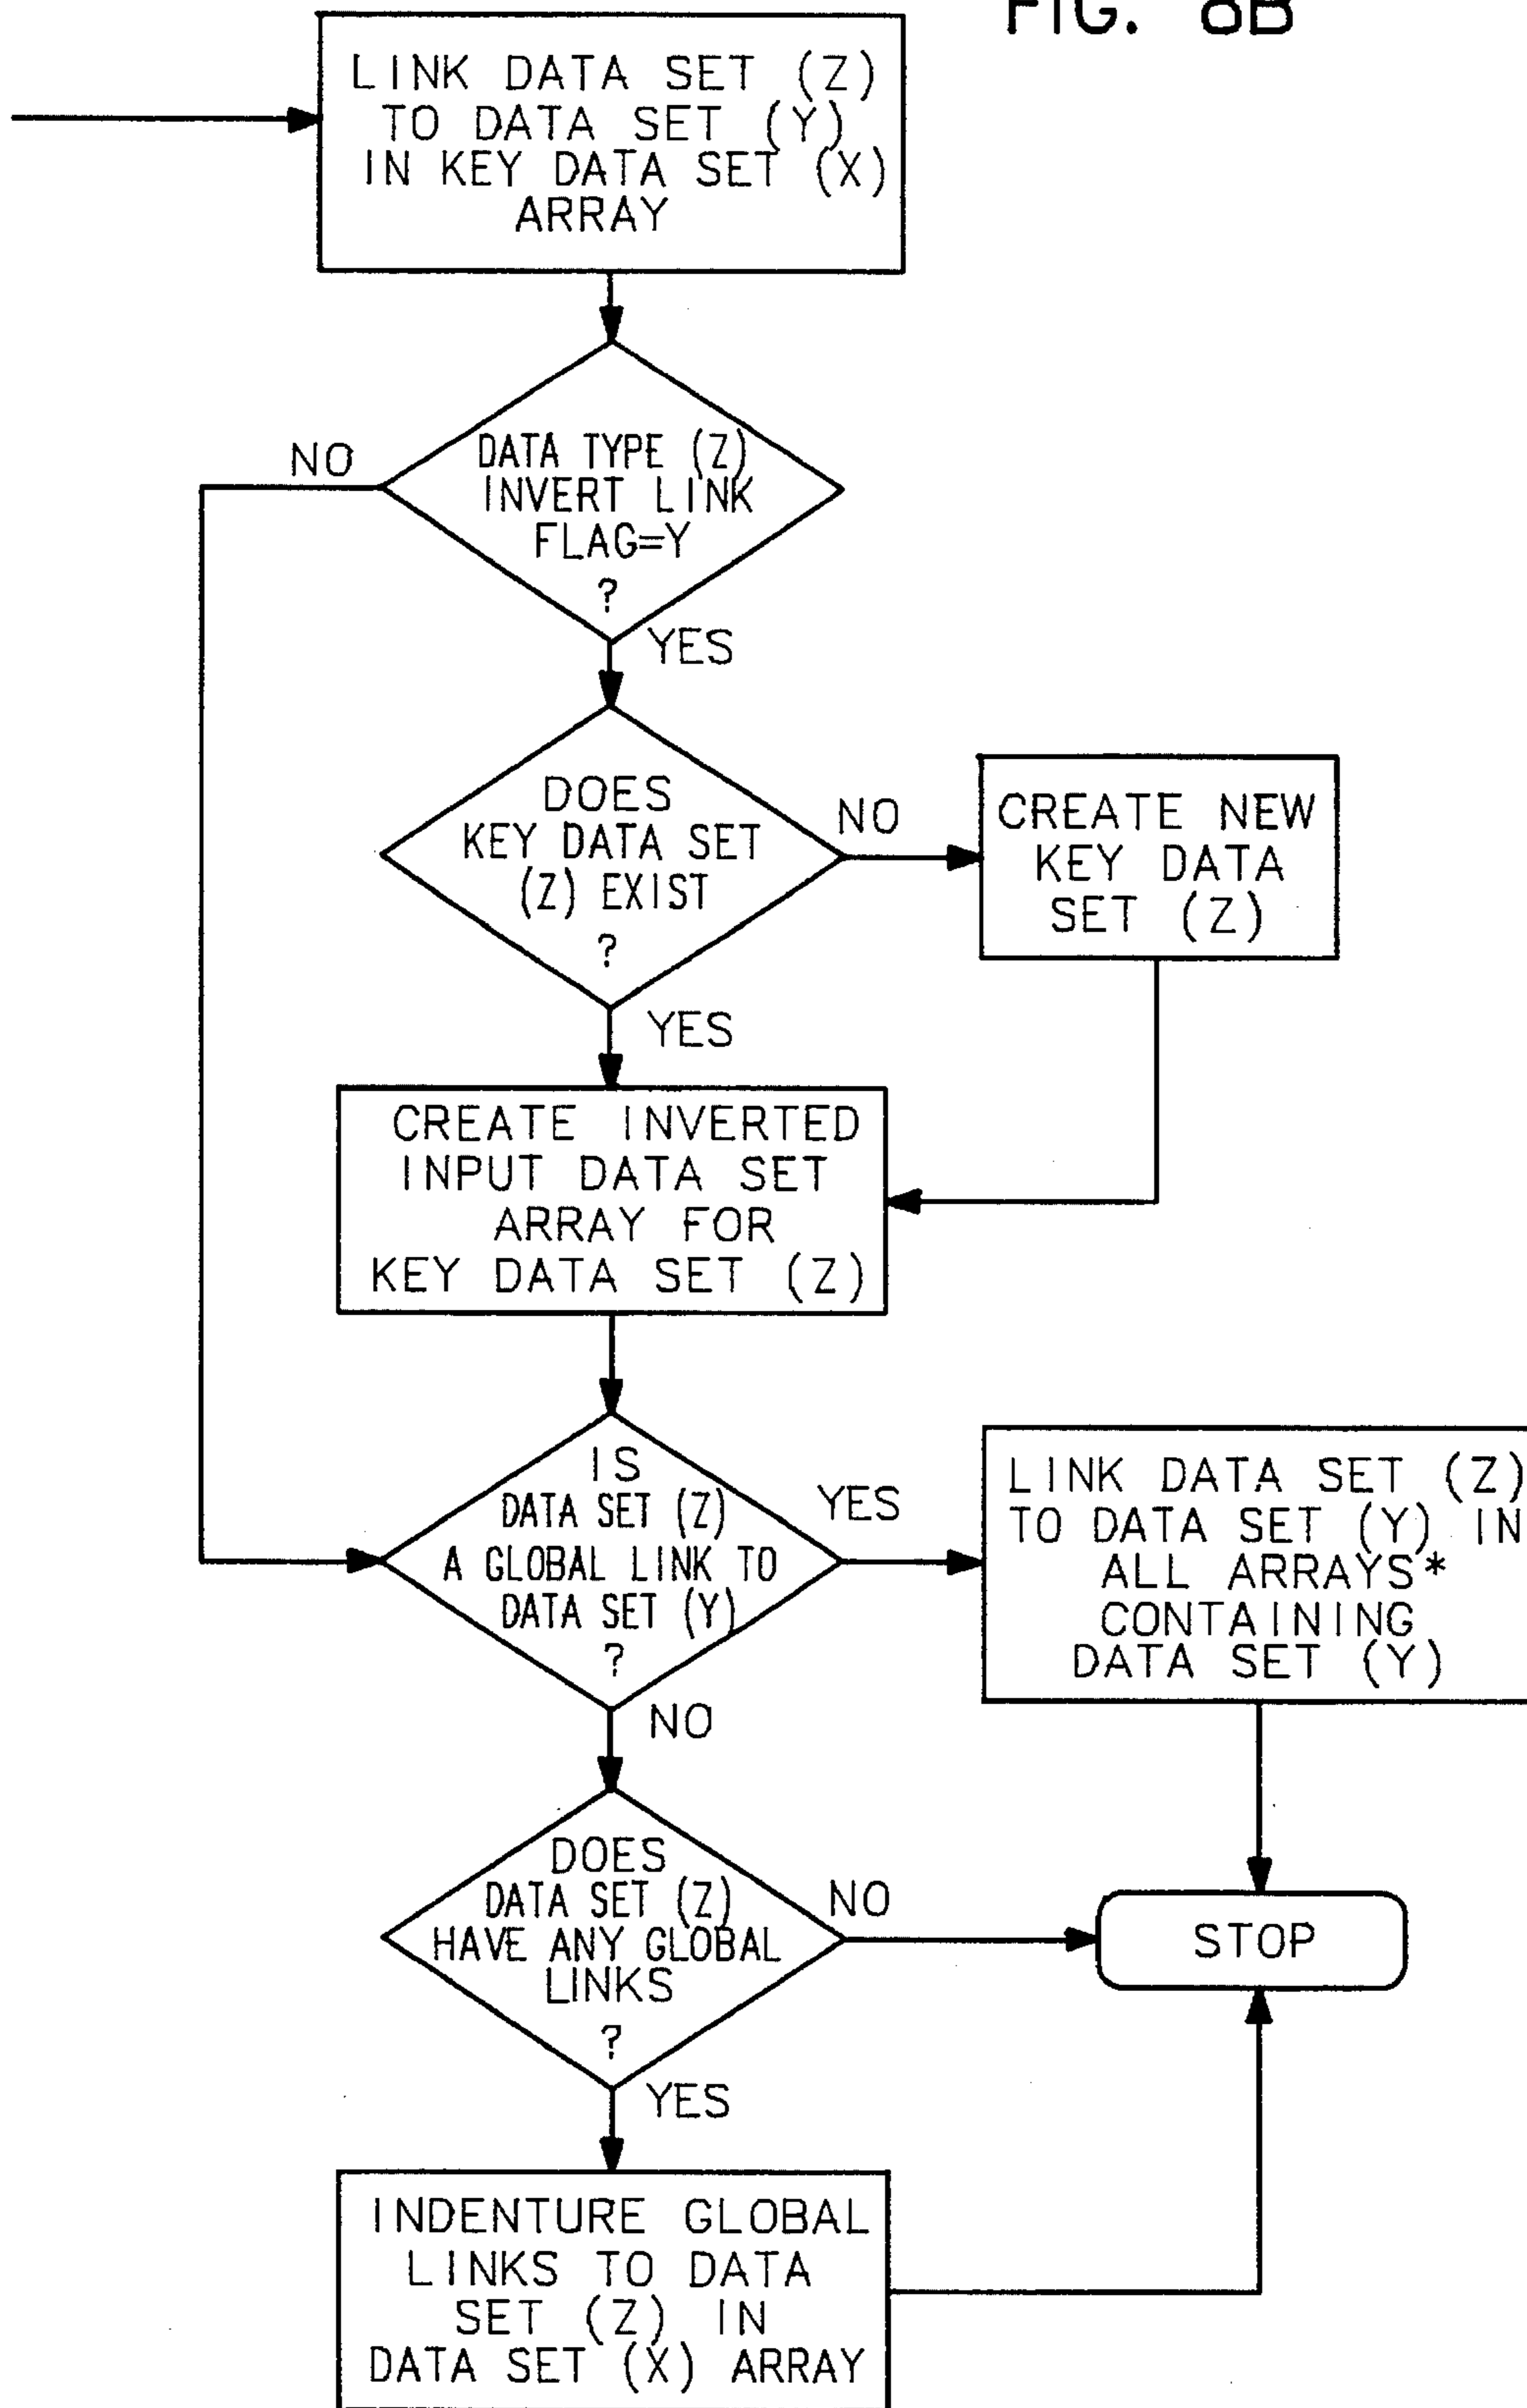 FIG. 8B
LINK DATA SET (Z)
TO DATA SET (Y)
IN KEY DATA SET (X)
ARRAY
NO
DATA TYPE (Z)
INVERT LINK
FLAG=Y
?
YES
DOES
KEY DATA SET
(Z) EXIST
?
NO
CREATE NEW
KEY DATA
SET (Z)
YES
CREATE INVERTED
INPUT DATA SET
ARRAY FOR
KEY DATA SET (Z)
IS
DATA SET (Z)
A GLOBAL LINK TO
DATA SET (Y)
?
YES
LINK DATA SET (Z)
TO DATA SET (Y) IN
ALL ARRAYS*
CONTAINING
DATA SET (Y)
NO
DOES
DATA SET (Z)
HAVE ANY GLOBAL
LINKS
?
NO
STOP
YES
INDENTURE GLOBAL
LINKS TO DATA
SET (Z) IN
DATA SET (X) ARRAY